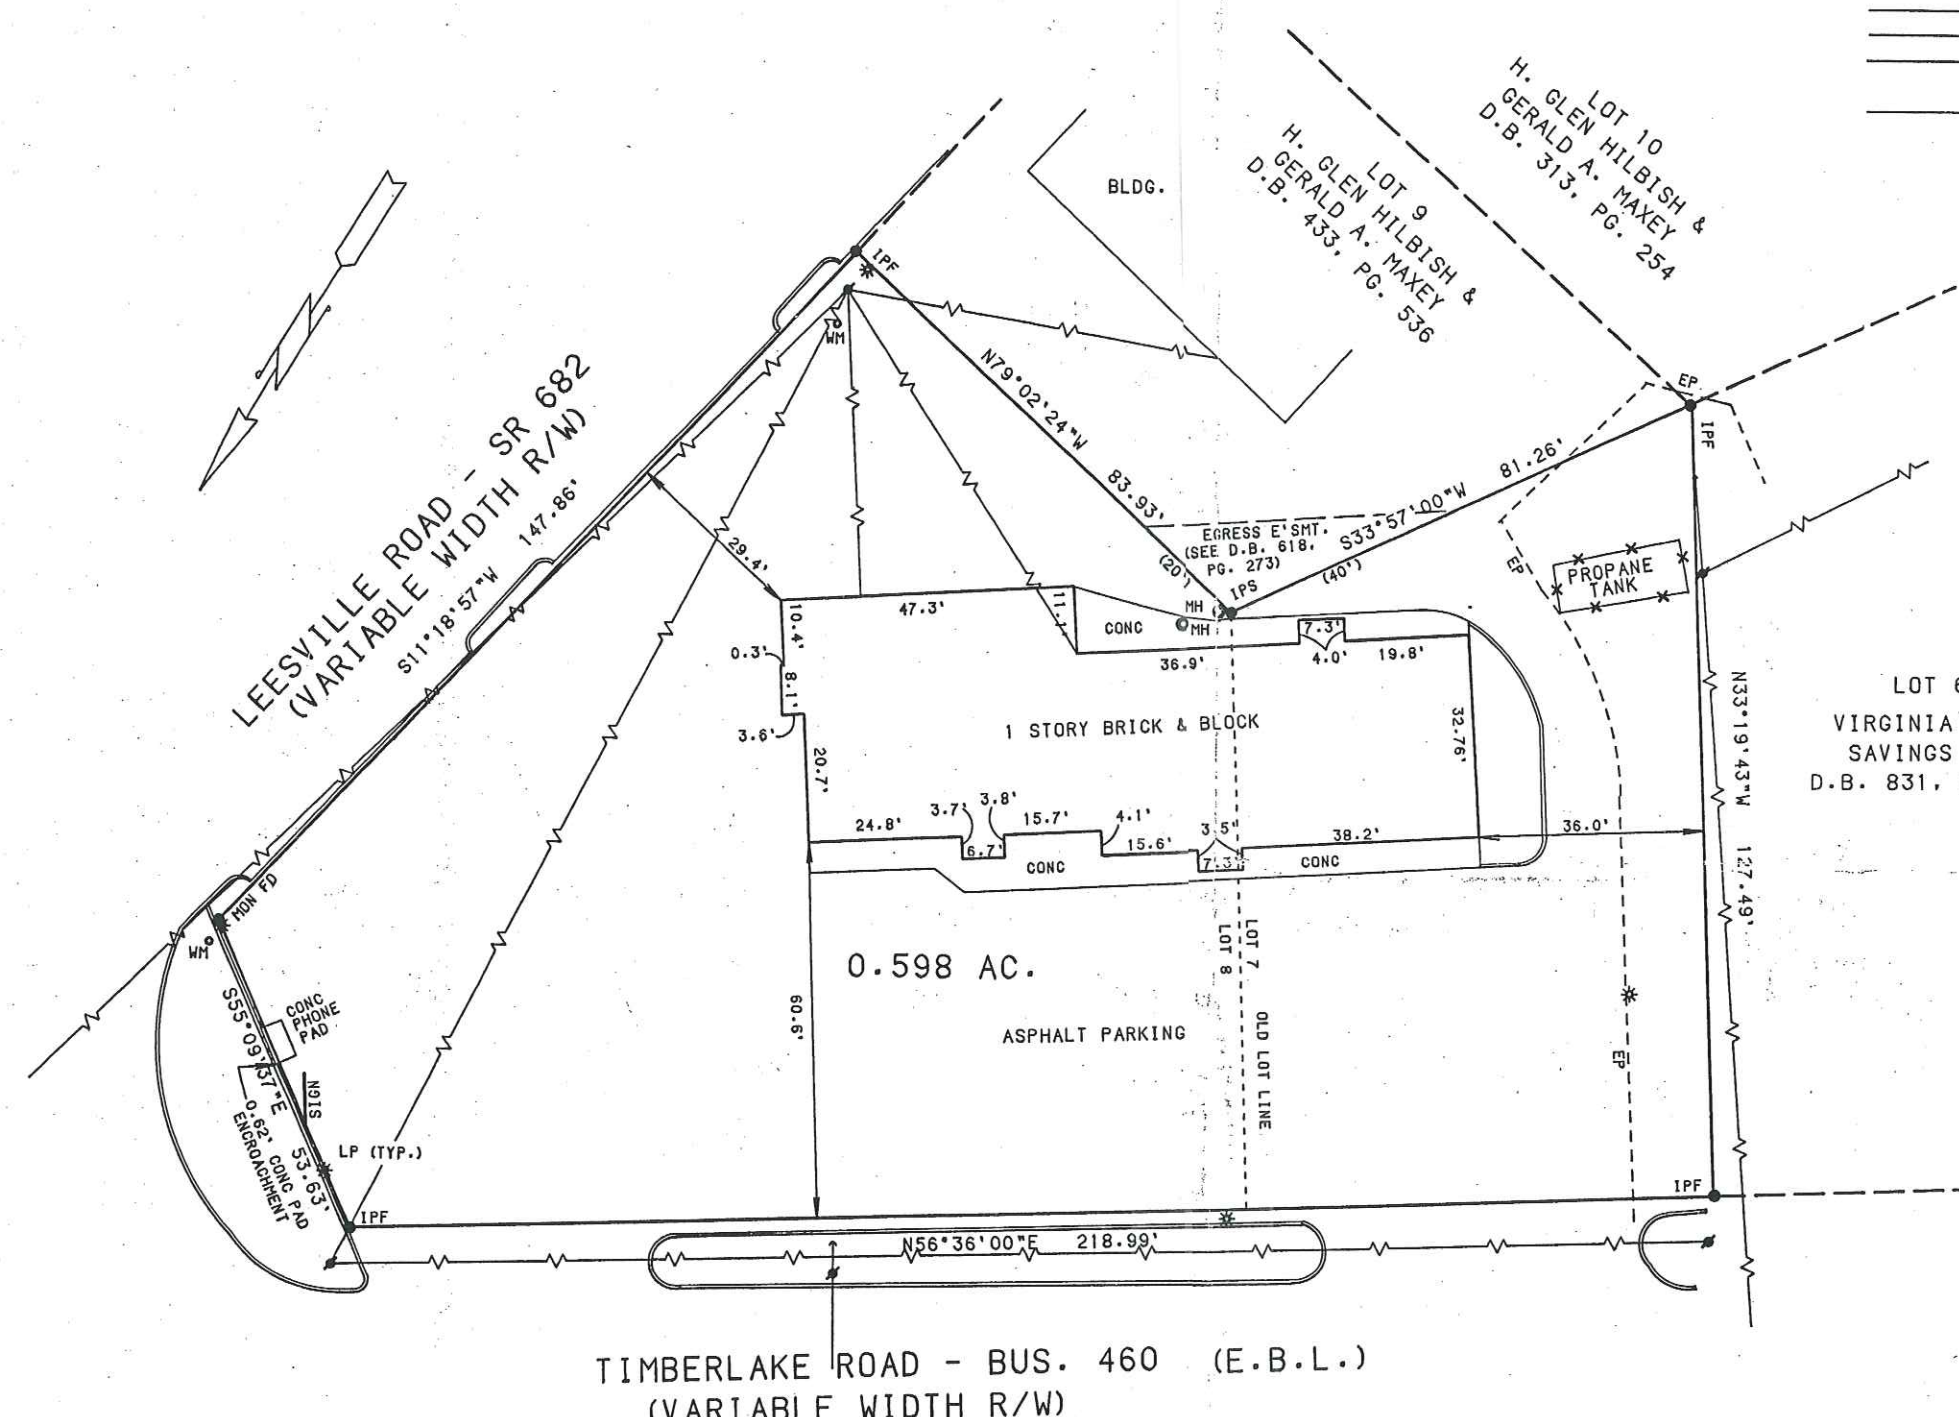 LOT 10
H. GLEN HILBISH &
GERALD A. MAXEY
D.B. 313, PG. 254
LOT 9
H. GLEN HILBISH &
GERALD A. MAXEY
D.B. 433, PG. 536
BLDG.
IPF
WM
EP
IPF
N79°02'24"W 83.93'
S33°57'00"W 81.26'
EGRESS E'SMT.
(SEE D.B. 618,
PG. 273)
(20')
(40')
IPS
EP
PROPANE
TANK
LEESVILLE ROAD - SR 682
(VARIABLE WIDTH R/W)
S11°18'57"W 147.86'
29.4'
47.3'
11.1'
CONC
MH
MH
10.4'
0.3'
8.1'
3.6'
20.7'
36.9'
7.3'
4.0'
19.8'
32.76'
1 STORY BRICK & BLOCK
24.8'
3.7'
3.8'
6.7'
15.7'
4.1'
15.6'
3.5'
7.3'
38.2'
CONC
CONC
36.0'
N33°19'43"W 127.49'
LOT 6
VIRGINIA
SAVINGS
D.B. 831,
MON FD
WM
0.598 AC.
LOT 8
LOT 7
OLD LOT LINE
60.6'
ASPHALT PARKING
EP
CONC
PHONE
PAD
S55°09'37"E 53.63'
SIGN
0.62' CONC PAD
ENCROACHMENT
LP (TYP.)
IPF
IPF
N56°36'00"E 218.99'
TIMBERLAKE ROAD - BUS. 460 (E.B.L.)
(VARIABLE WIDTH R/W)